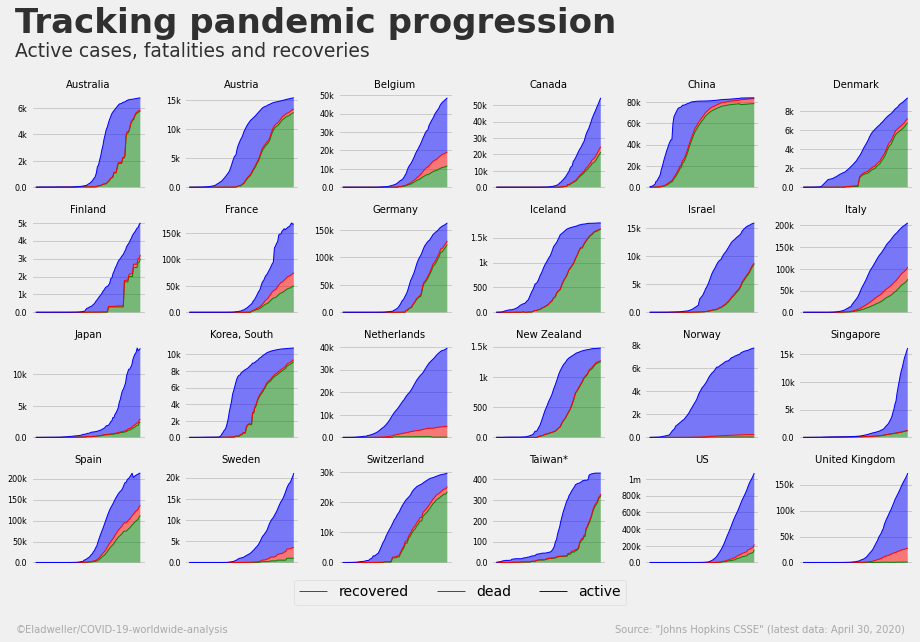 Tracking pandemic progression
Active cases, fatalities and recoveries
Australia
6k
4k
2k
0.0
Austria
15k
10k
5k
0.0
Belgium
50k
40k
30k
20k
10k
0.0
Canada
50k
40k
30k
20k
10k
0.0
China
80k
60k
40k
20k
0.0
Denmark
8k
6k
4k
2k
0.0
Finland
5k
4k
3k
2k
1k
0.0
France
150k
100k
50k
0.0
Germany
150k
100k
50k
0.0
Iceland
1.5k
1k
500
0.0
Israel
15k
10k
5k
0.0
Italy
200k
150k
100k
50k
0.0
Japan
10k
5k
0.0
Korea, South
10k
8k
6k
4k
2k
0.0
Netherlands
40k
30k
20k
10k
0.0
New Zealand
1.5k
1k
500
0.0
Norway
8k
6k
4k
2k
0.0
Singapore
15k
10k
5k
0.0
Spain
200k
150k
100k
50k
0.0
Sweden
20k
15k
10k
5k
0.0
Switzerland
30k
20k
10k
0.0
Taiwan*
400
300
200
100
0.0
US
1m
800k
600k
400k
200k
0.0
United Kingdom
150k
100k
50k
0.0
recovered dead active
©Eladweller/COVID-19-worldwide-analysis
Source: "Johns Hopkins CSSE" (latest data: April 30, 2020)